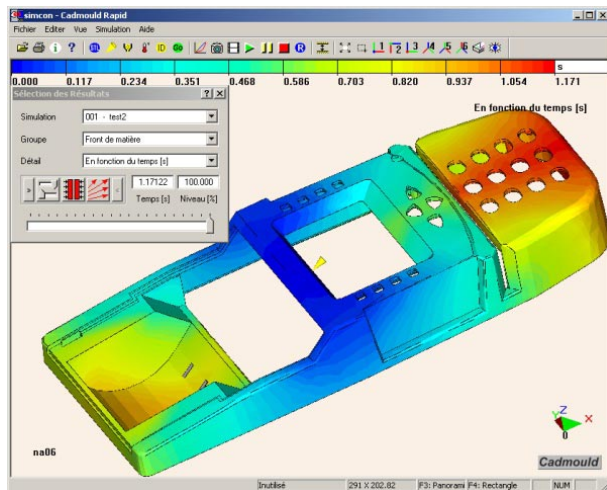 simcon - Cadmould Rapid
Fichier Editer Vue Simulation Aide
0.000 0.117 0.234 0.351 0.468 0.586 0.703 0.820 0.937 1.054 1.171
s
En fonction du temps [s]
Sélection des Résultats
Simulation 001 - test2
Groupe Front de matière
Détail En fonction du temps [s]
1.17122 100.000
Temps [s] Niveau [%]
Z
Y X
0
na06
Cadmould
Inutilisé 291 X 202.82 F3: Panorami F4: Rectangle NUM